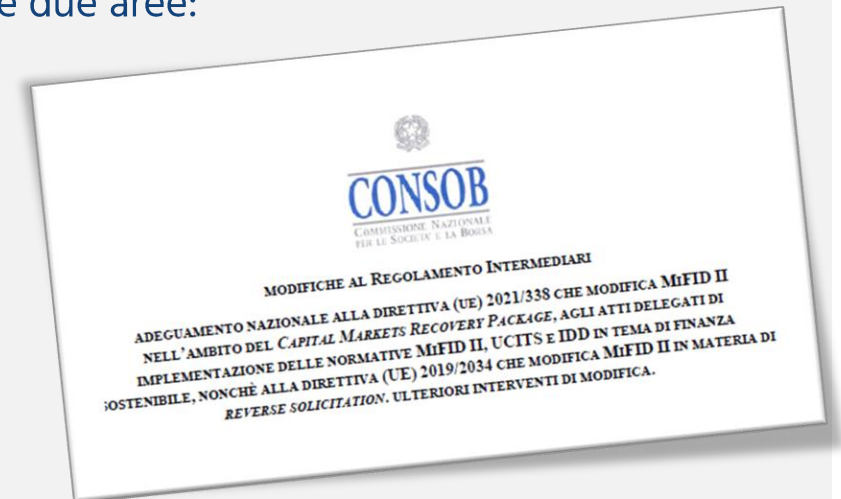 e due aree:
CONSOB
COMMISSIONE NAZIONALE
PER LE SOCIETA' E LA BORSA
MODIFICHE AL REGOLAMENTO INTERMEDIARI
ADEGUAMENTO NAZIONALE ALLA DIRETTIVA (UE) 2021/338 CHE MODIFICA MIFID II
NELL'AMBITO DEL CAPITAL MARKETS RECOVERY PACKAGE, AGLI ATTI DELEGATI DI
IMPLEMENTAZIONE DELLE NORMATIVE MIFID II, UCITS E IDD IN TEMA DI FINANZA
SOSTENIBILE, NONCHÈ ALLA DIRETTIVA (UE) 2019/2034 CHE MODIFICA MIFID II IN MATERIA DI
REVERSE SOLICITATION. ULTERIORI INTERVENTI DI MODIFICA.